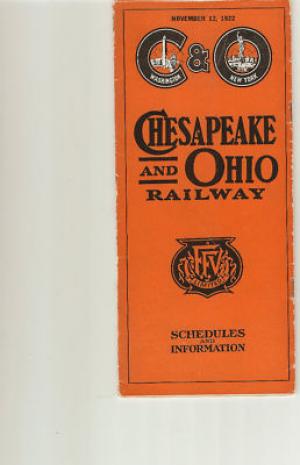 NOVEMBER 12, 1922
C & O
WASHINGTON NEW YORK
CHESAPEAKE
AND OHIO
RAILWAY
FFV
LIMITED
SCHEDULES
AND
INFORMATION